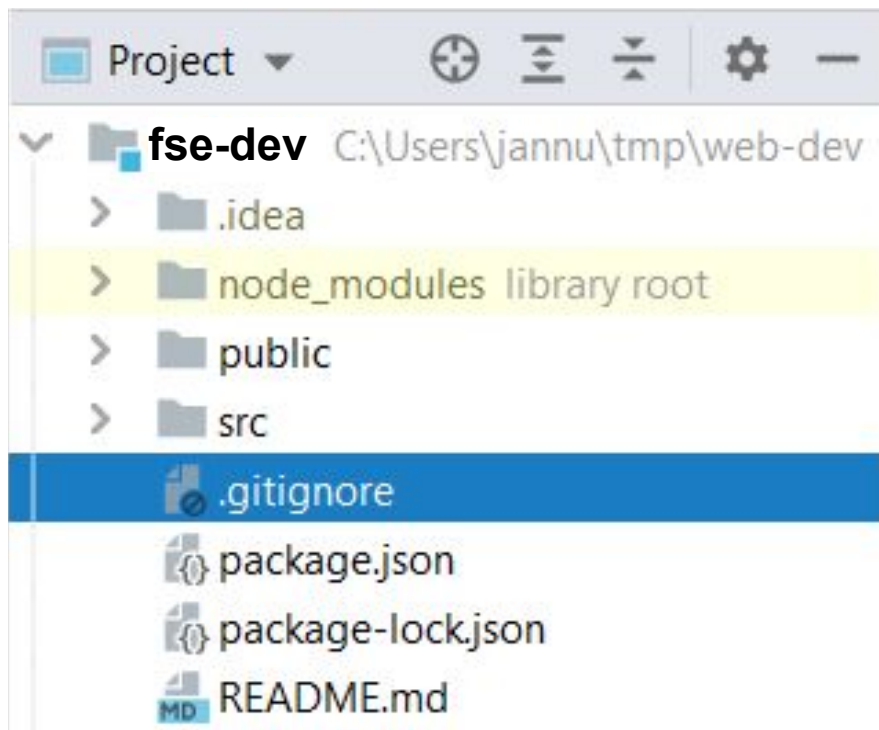 Project
fse-dev C:\Users\jannu\tmp\web-dev
.idea
node_modules library root
public
src
.gitignore
{} package.json
{} package-lock.json
MD README.md